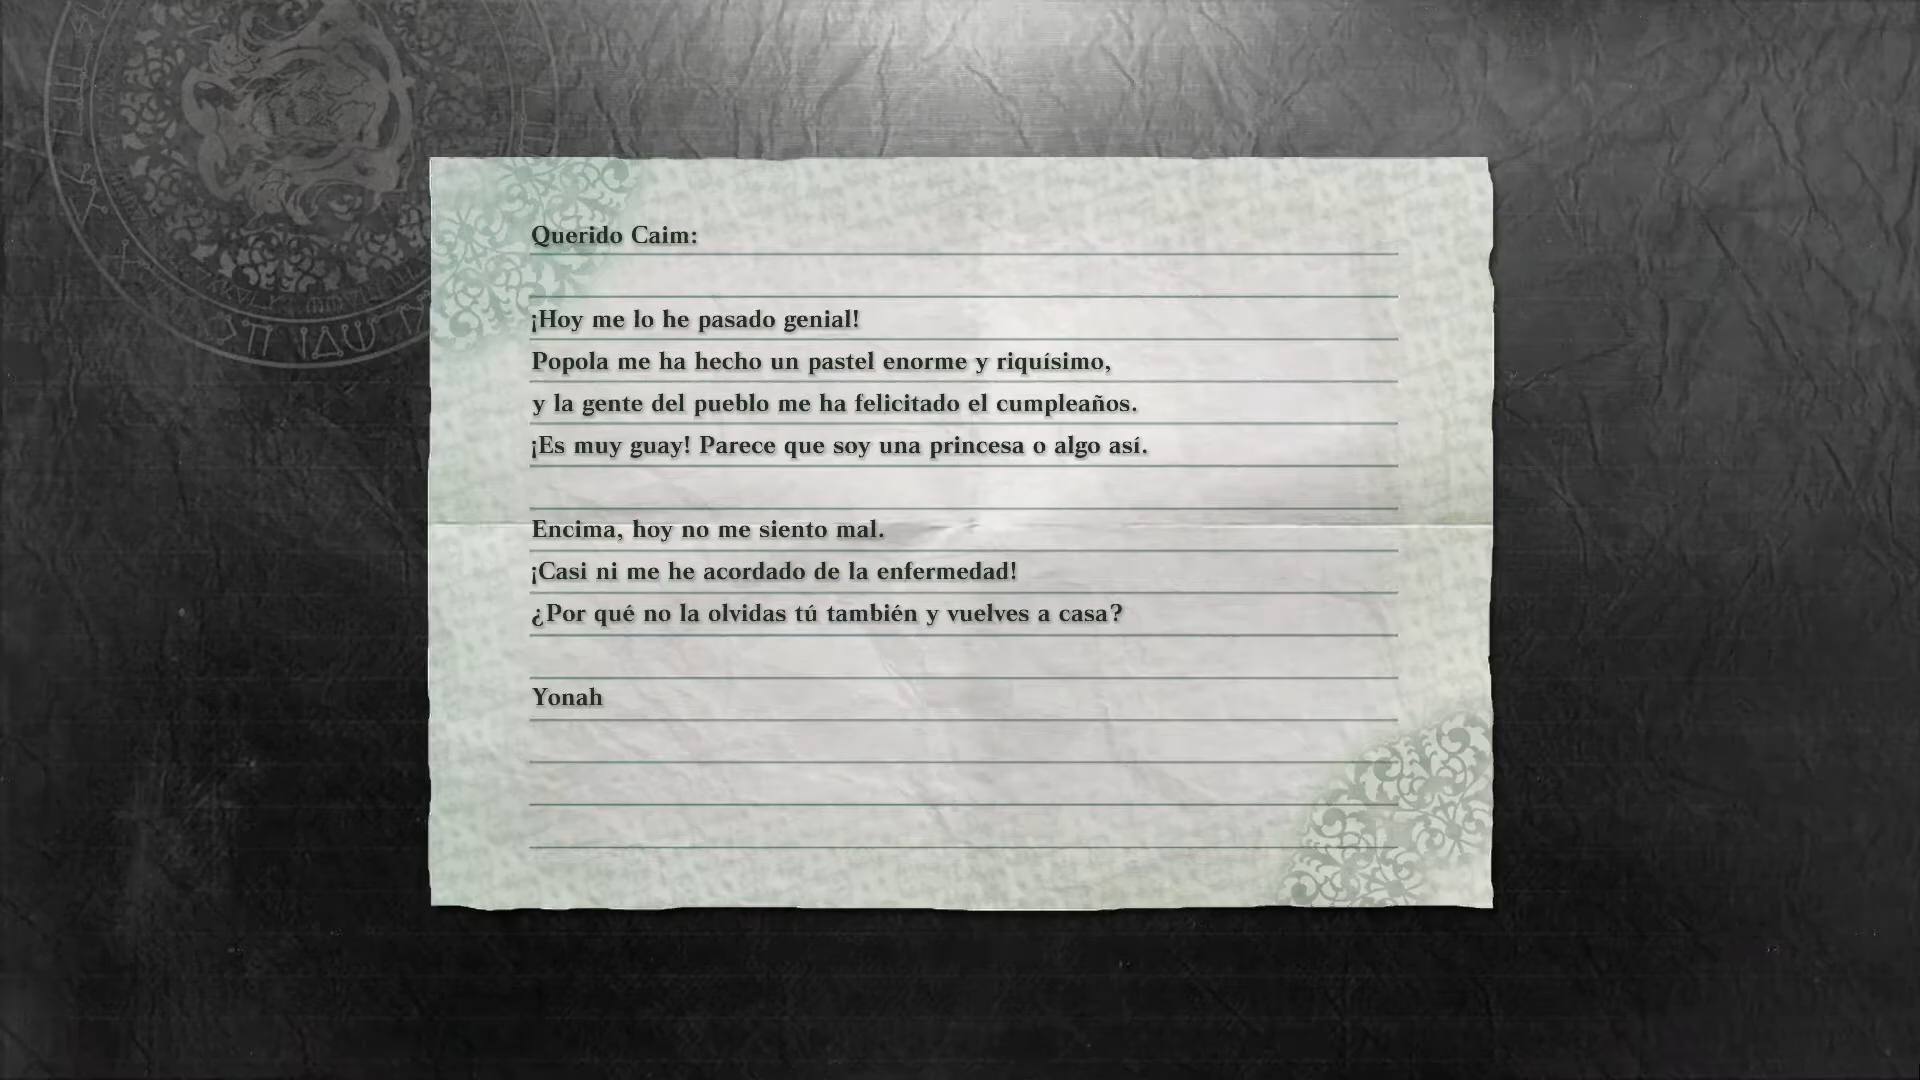 Querido Caim:
¡Hoy me lo he pasado genial!
Popola me ha hecho un pastel enorme y riquísimo,
y la gente del pueblo me ha felicitado el cumpleaños.
¡Es muy guay! Parece que soy una princesa o algo así.
Encima, hoy no me siento mal.
¡Casi ni me he acordado de la enfermedad!
¿Por qué no la olvidas tú también y vuelves a casa?
Yonah